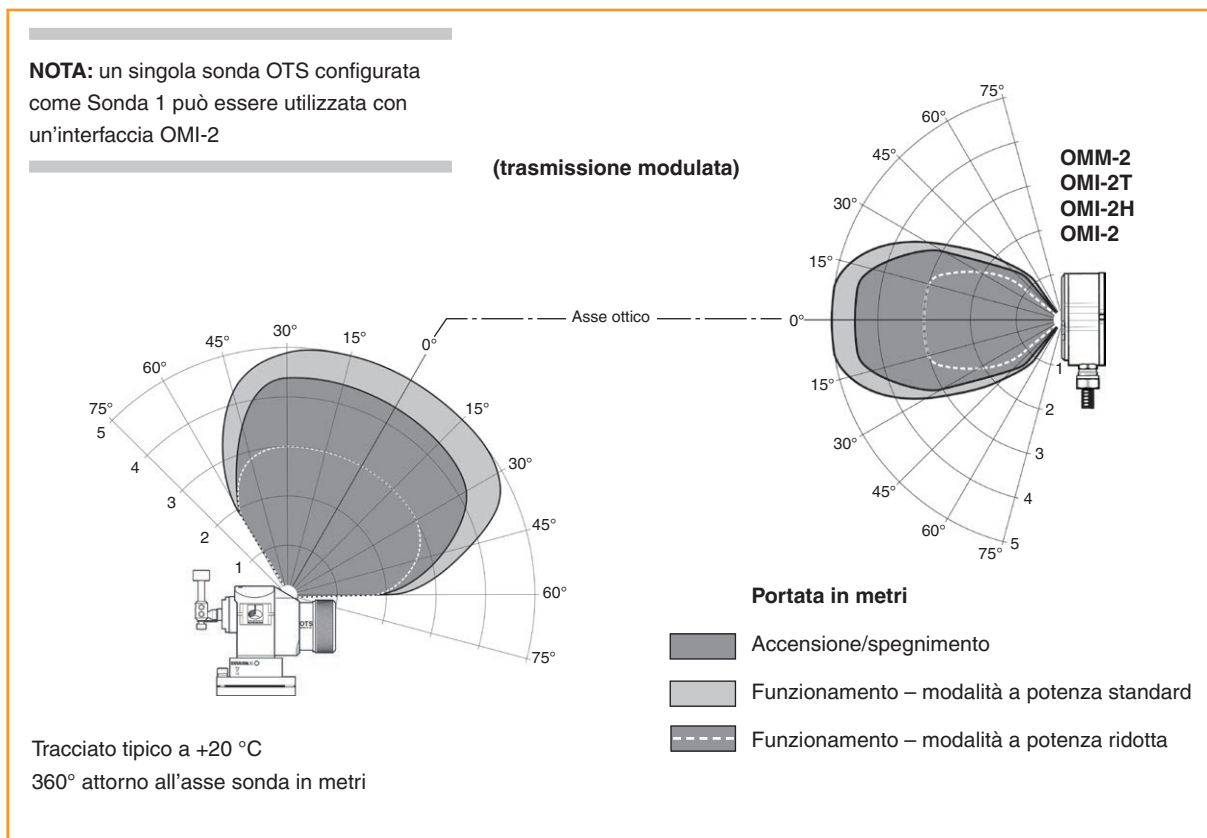 NOTA: un singola sonda OTS configurata
come Sonda 1 può essere utilizzata con
un'interfaccia OMI-2
(trasmissione modulata)
75°
60°
45°
30°
15°
0°
15°
30°
45°
60°
75°
1
2
3
4
5
OMM-2
OMI-2T
OMI-2H
OMI-2
Asse ottico
75°
60°
45°
30°
15°
0°
15°
30°
45°
60°
75°
5
4
3
2
1
OTS
Portata in metri
Accensione/spegnimento
Funzionamento – modalità a potenza standard
Funzionamento – modalità a potenza ridotta
Tracciato tipico a +20 °C
360° attorno all'asse sonda in metri